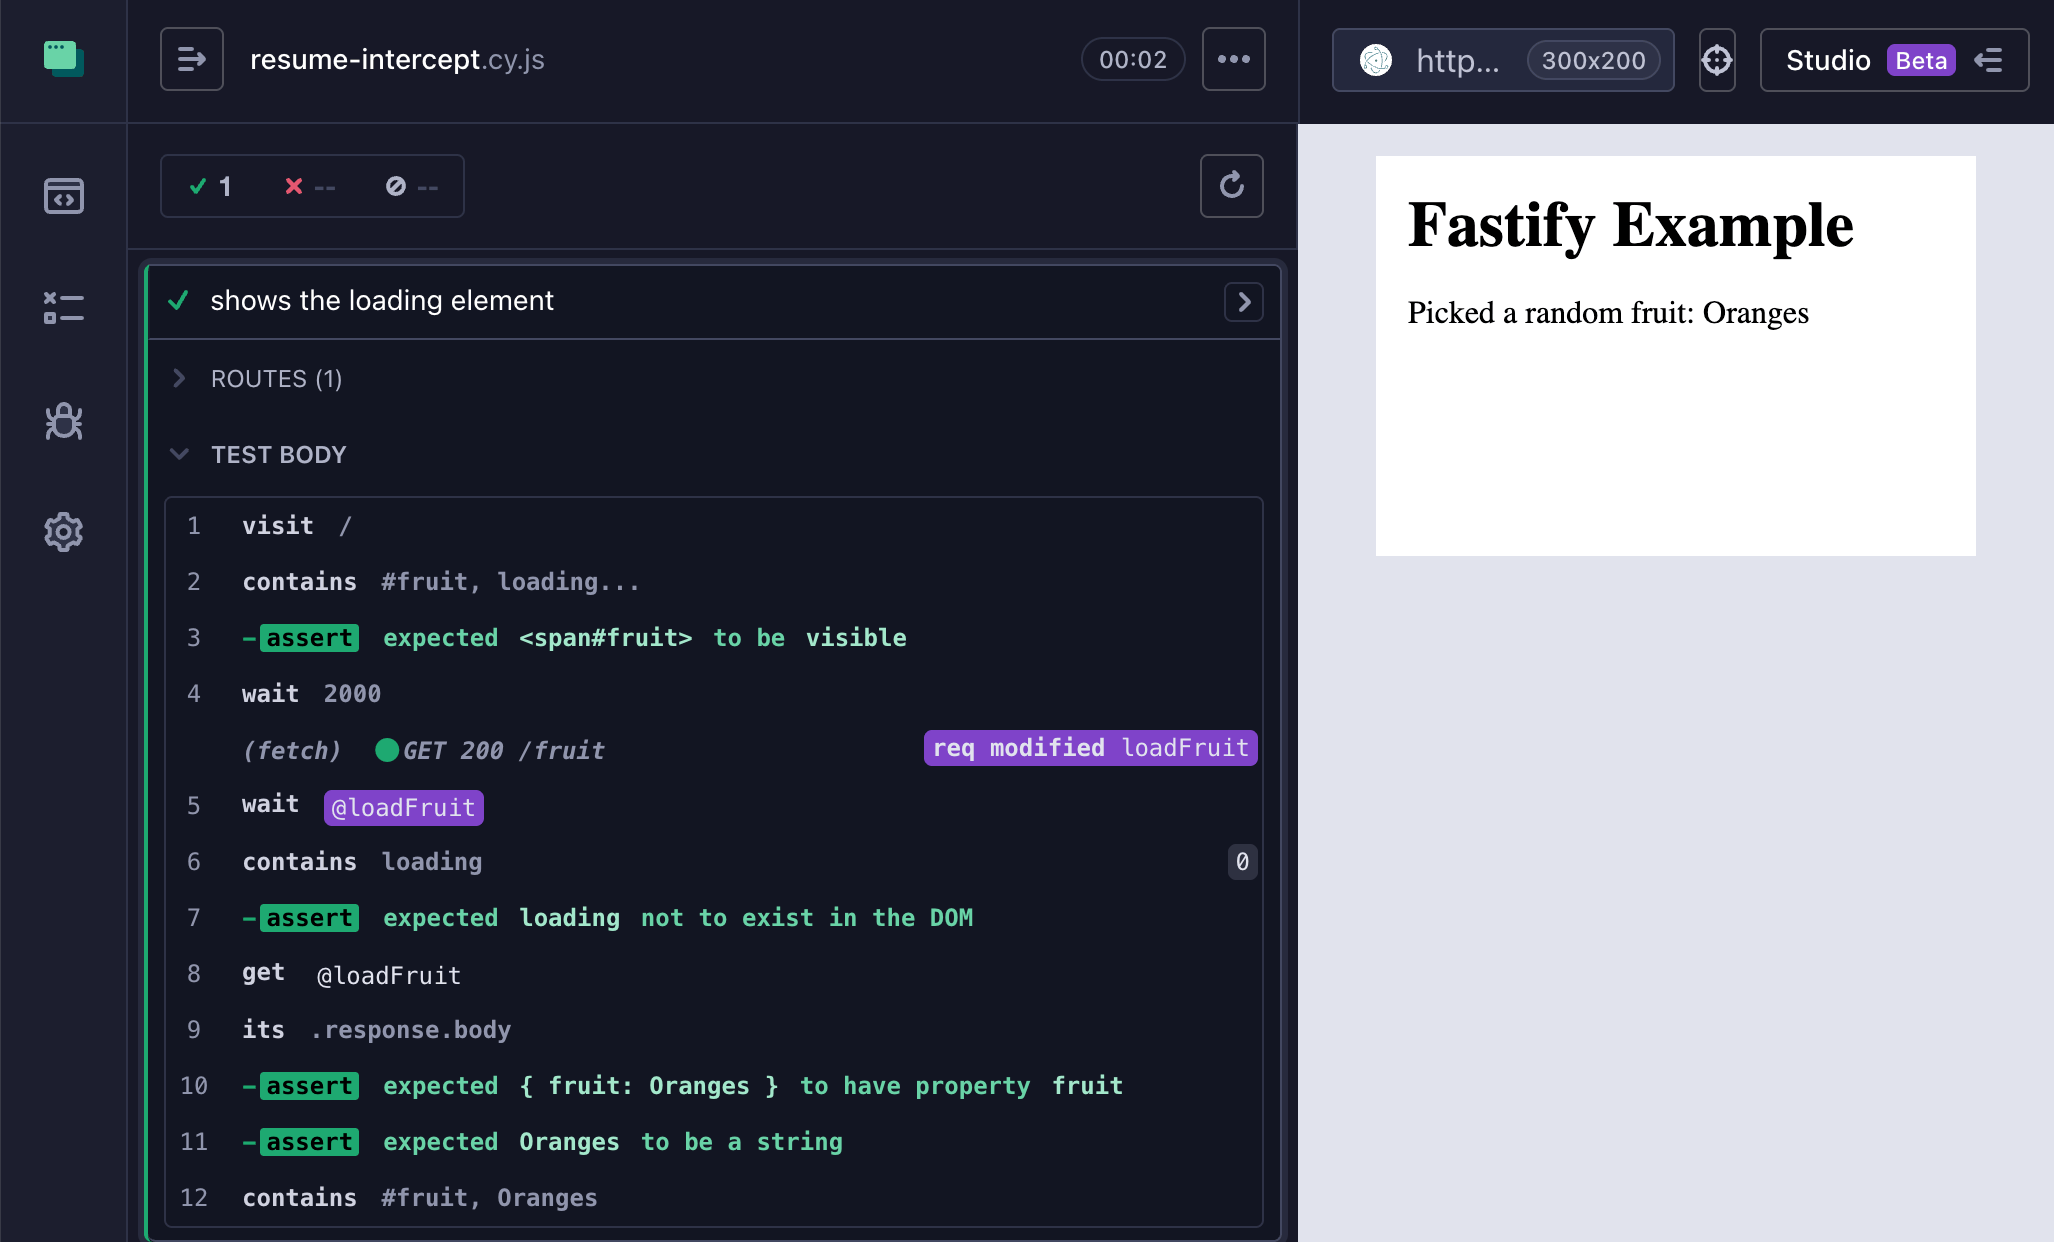 resume-intercept.cy.js
00:02
http...
300x200
Studio Beta
1 -- --
Fastify Example
Picked a random fruit: Oranges
shows the loading element
ROUTES (1)
TEST BODY
1 visit /
2 contains #fruit, loading...
3 -assert expected <span#fruit> to be visible
4 wait 2000
(fetch) GET 200 /fruit req modified loadFruit
5 wait @loadFruit
6 contains loading 0
7 -assert expected loading not to exist in the DOM
8 get @loadFruit
9 its .response.body
10 -assert expected { fruit: Oranges } to have property fruit
11 -assert expected Oranges to be a string
12 contains #fruit, Oranges